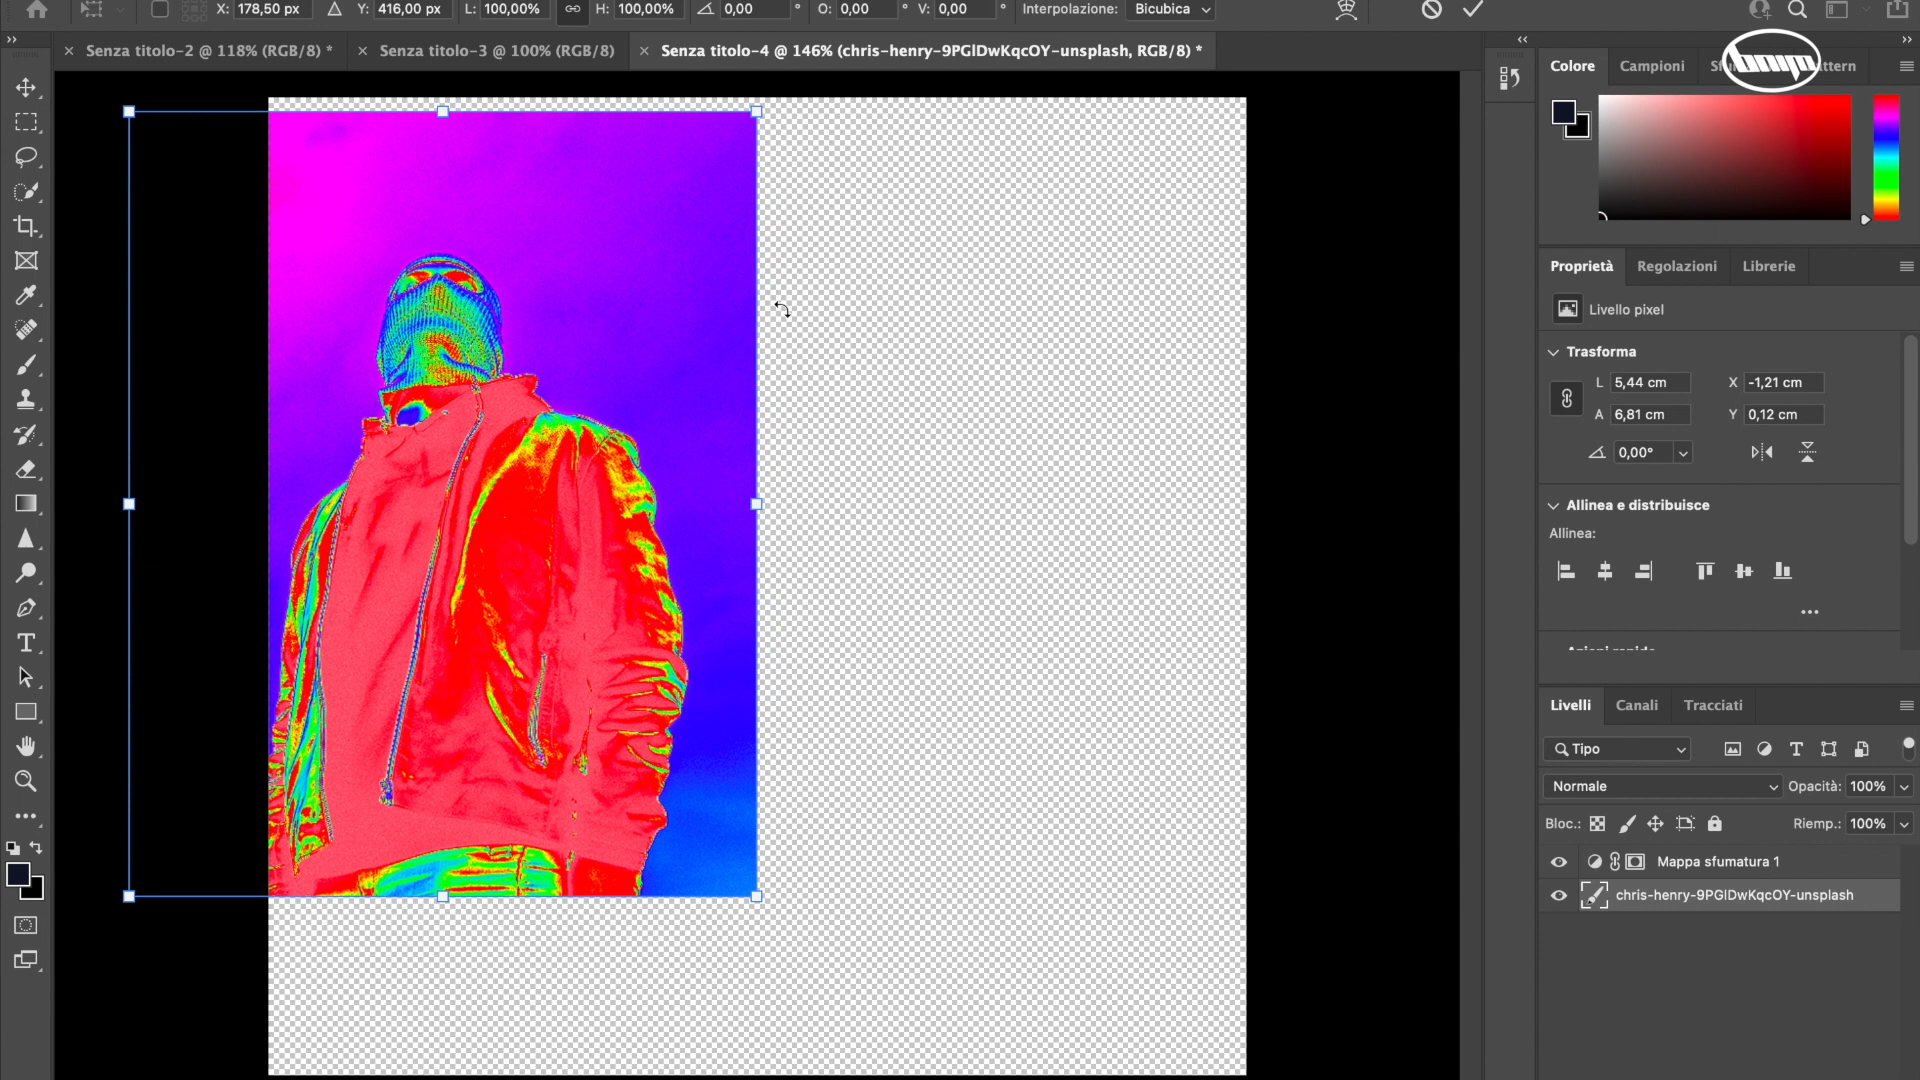 X: 178,50 px Y: 416,00 px L: 100,00% H: 100,00% 0,00 ° O: 0,00 ° V: 0,00 ° Interpolazione: Bicubica
Senza titolo-2 @ 118% (RGB/8) * Senza titolo-3 @ 100% (RGB/8) Senza titolo-4 @ 146% (chris-henry-9PGlDwKqcOY-unsplash, RGB/8) *
Colore Campioni
Proprietà Regolazioni Librerie
Livello pixel
Trasforma
L 5,44 cm X -1,21 cm
A 6,81 cm Y 0,12 cm
0,00°
Allinea e distribuisce
Allinea:
Livelli Canali Tracciati
Tipo
Normale Opacità: 100%
Bloc.: Riemp.: 100%
Mappa sfumatura 1
chris-henry-9PGlDwKqcOY-unsplash